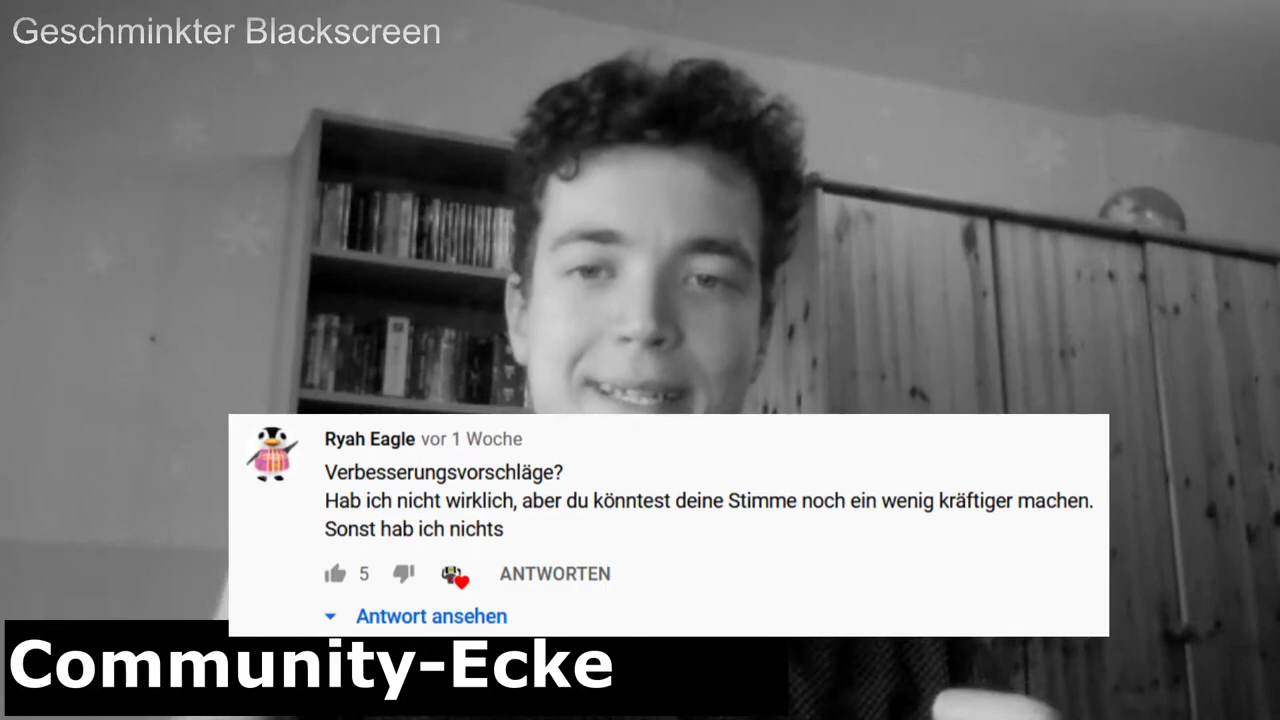 Geschminkter Blackscreen
Ryah Eagle vor 1 Woche
Verbesserungsvorschläge?
Hab ich nicht wirklich, aber du könntest deine Stimme noch ein wenig kräftiger machen.
Sonst hab ich nichts
5
ANTWORTEN
Antwort ansehen
Community-Ecke